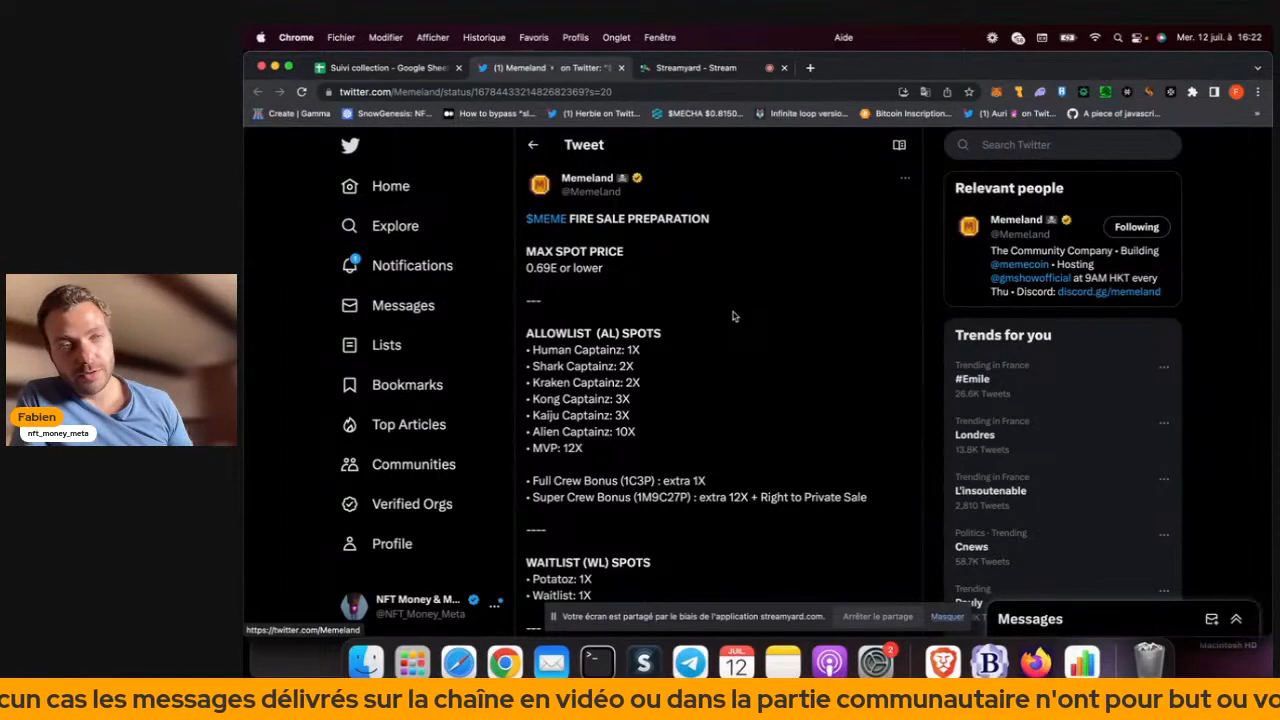 Chrome Fichier Modifier Afficher Historique Favoris Profils Onglet Fenêtre Aide Mer. 12 juil. à 16:22
Suivi collection - Google Shee
(1) Memeland on Twitter: "$
Streamyard - Stream
twitter.com/Memeland/status/1678443321482682369?s=20
Create | Gamma
SnowGenesis: NF...
How to bypass "sl...
(1) Herbie on Twitt...
$MECHA $0.8150...
Infinite loop versio...
Bitcoin Inscription...
(1) Auri on Twit...
A piece of javascri...
Home
Explore
1
Notifications
Messages
Lists
Bookmarks
Top Articles
Communities
Verified Orgs
Profile
NFT Money & M...
@NFT_Money_Meta
https://twitter.com/Memeland
Tweet
Memeland
@Memeland
$MEME FIRE SALE PREPARATION
MAX SPOT PRICE
0.69E or lower
---
ALLOWLIST (AL) SPOTS
• Human Captainz: 1X
• Shark Captainz: 2X
• Kraken Captainz: 2X
• Kong Captainz: 3X
• Kaiju Captainz: 3X
• Alien Captainz: 10X
• MVP: 12X
• Full Crew Bonus (1C3P) : extra 1X
• Super Crew Bonus (1M9C27P) : extra 12X + Right to Private Sale
----
WAITLIST (WL) SPOTS
• Potatoz: 1X
• Waitlist: 1X
---
Votre écran est partagé par le biais de l'application streamyard.com. Arrêter le partage Masquer
Search Twitter
Relevant people
Memeland
@Memeland
Following
The Community Company • Building
@memecoin • Hosting
@gmshowofficial at 9AM HKT every
Thu • Discord: discord.gg/memeland
Trends for you
Trending in France
#Emile
26.6K Tweets
Trending in France
Londres
13.8K Tweets
Trending in France
L'insoutenable
2,810 Tweets
Politics · Trending
Cnews
58.7K Tweets
Trending
Messages
Macintosh HD
Fabien
nft_money_meta
JUIL.
12
2
cun cas les messages délivrés sur la chaîne en vidéo ou dans la partie communautaire n'ont pour but ou vo